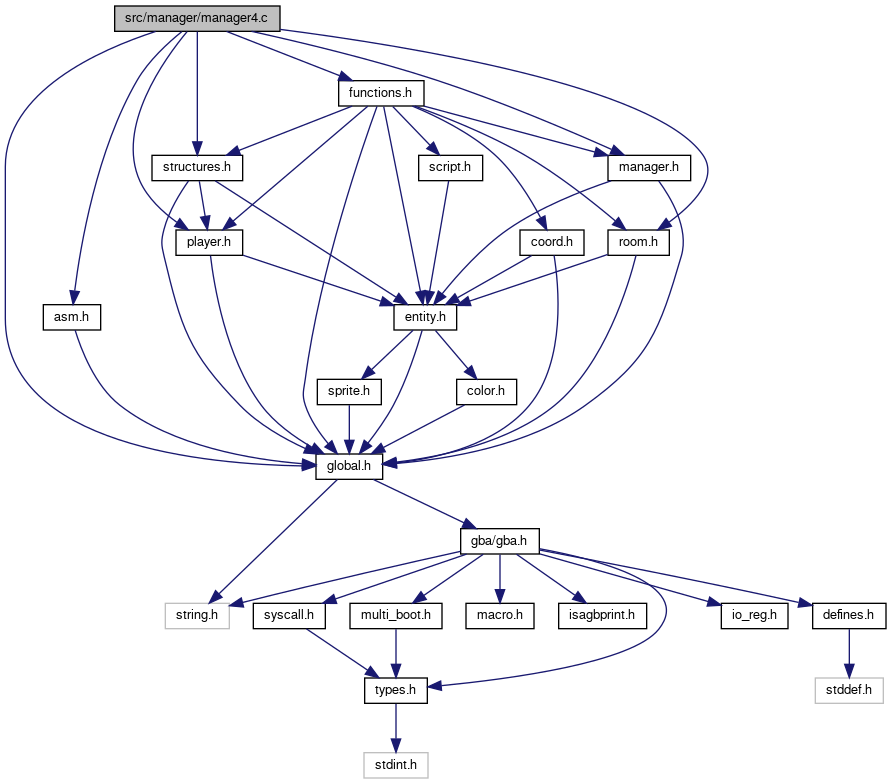 src/manager/manager4.c
functions.h
structures.h
script.h
manager.h
player.h
coord.h
room.h
asm.h
entity.h
sprite.h
color.h
global.h
gba/gba.h
string.h
syscall.h
multi_boot.h
macro.h
isagbprint.h
io_reg.h
defines.h
types.h
stddef.h
stdint.h